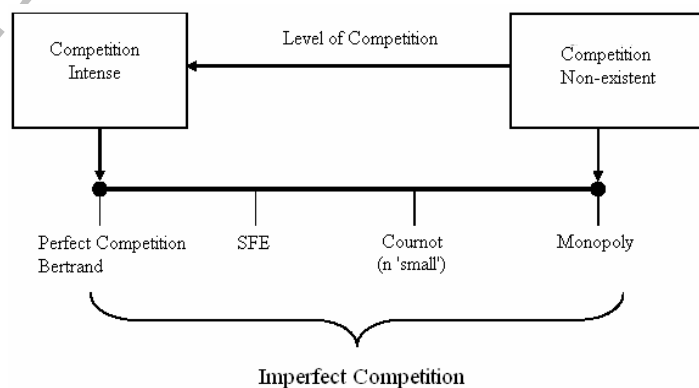 Competition
Intense
Level of Competition
Competition
Non-existent
Perfect Competition
Bertrand
SFE
Cournot
(n 'small')
Monopoly
Imperfect Competition